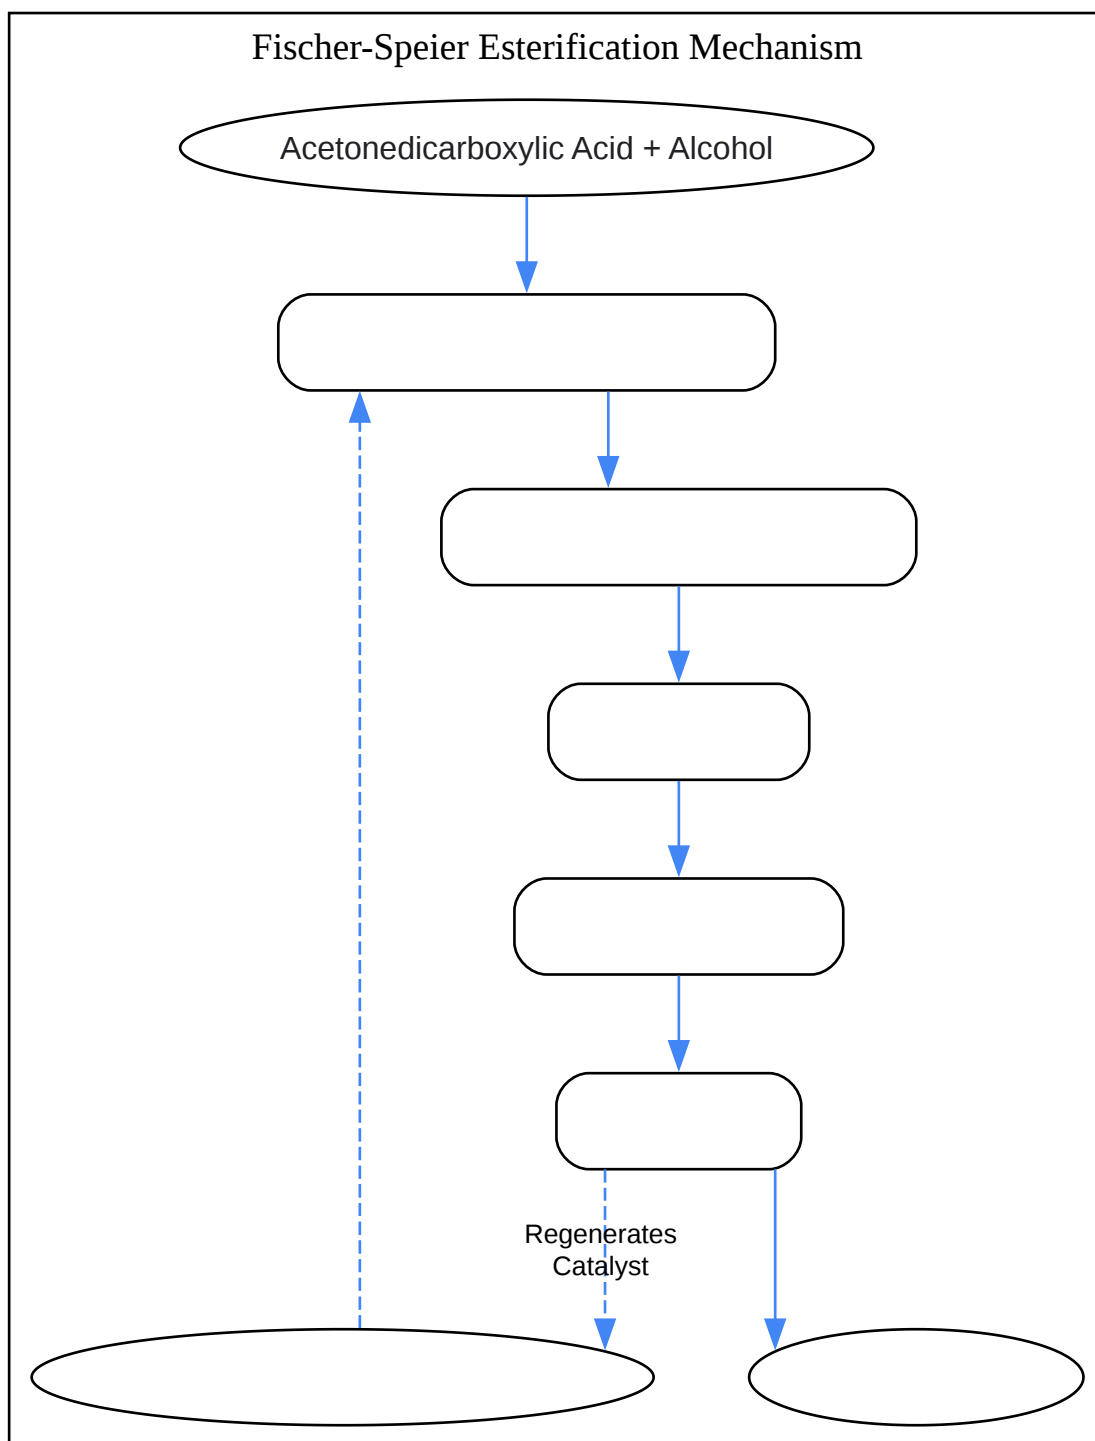 Fischer-Speier Esterification Mechanism
Acetonedicarboxylic Acid + Alcohol
Regenerates
Catalyst